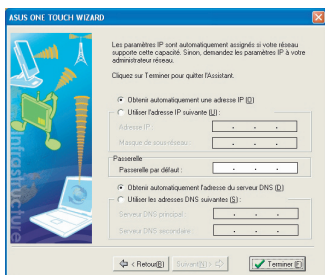 ASUS ONE TOUCH WIZARD
Les paramètres IP sont automatiquement assignés si votre réseau
supporte cette capacité. Sinon, demandez les paramètres IP à votre
administrateur réseau.
Cliquez sur Terminer pour quitter l'Assistant.
Obtenir automatiquement une adresse IP (O)
Utiliser l'adresse IP suivante (U) :
Adresse IP :
Masque de sous-réseau :
Passerelle
Passerelle par défaut :
Obtenir automatiquement l'adresse du serveur DNS (D)
Utiliser les adresses DNS suivantes (S) :
Serveur DNS principal :
Serveur DNS secondaire :
< Retour(B)
Suivant(N) >
Terminer (F)
Infrastructure